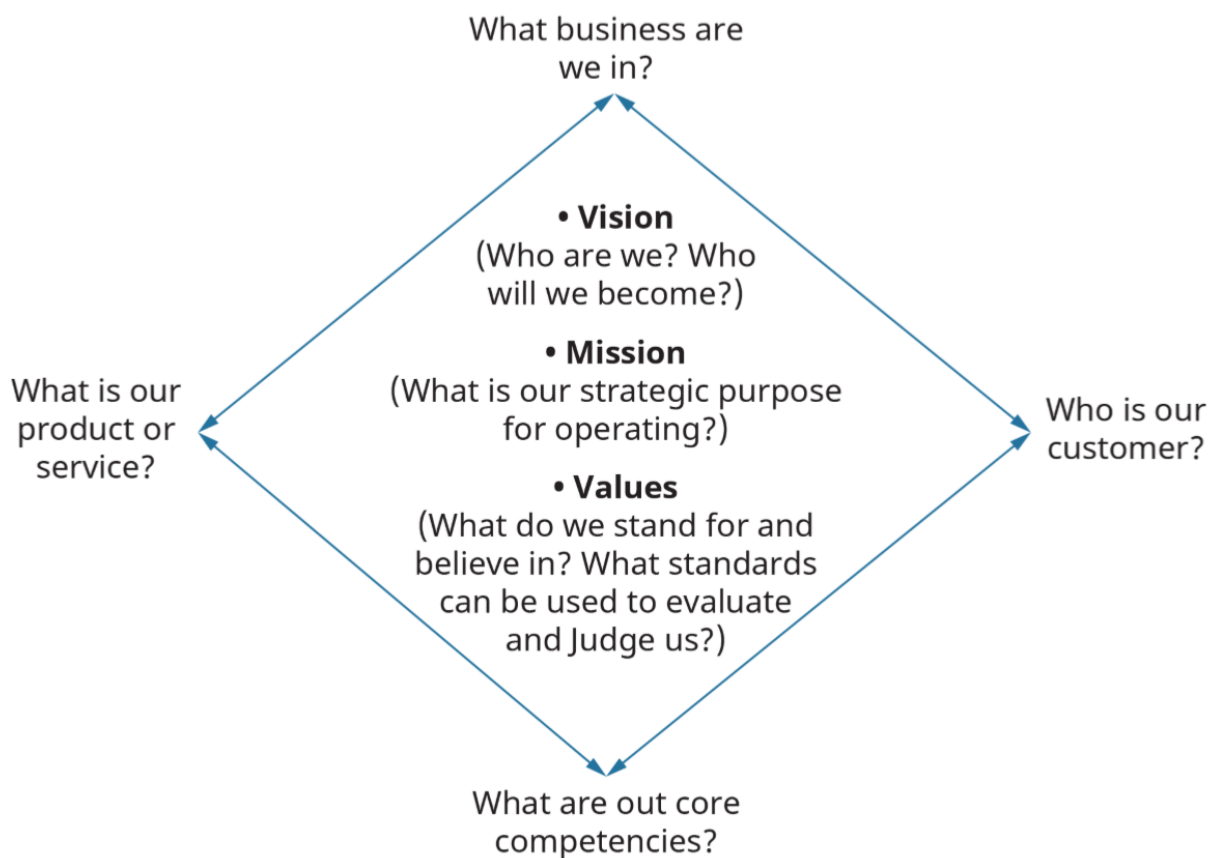 What business are
we in?
• Vision
(Who are we? Who
will we become?)
• Mission
(What is our strategic purpose
for operating?)
• Values
(What do we stand for and
believe in? What standards
can be used to evaluate
and Judge us?)
What is our
product or
service?
Who is our
customer?
What are out core
competencies?